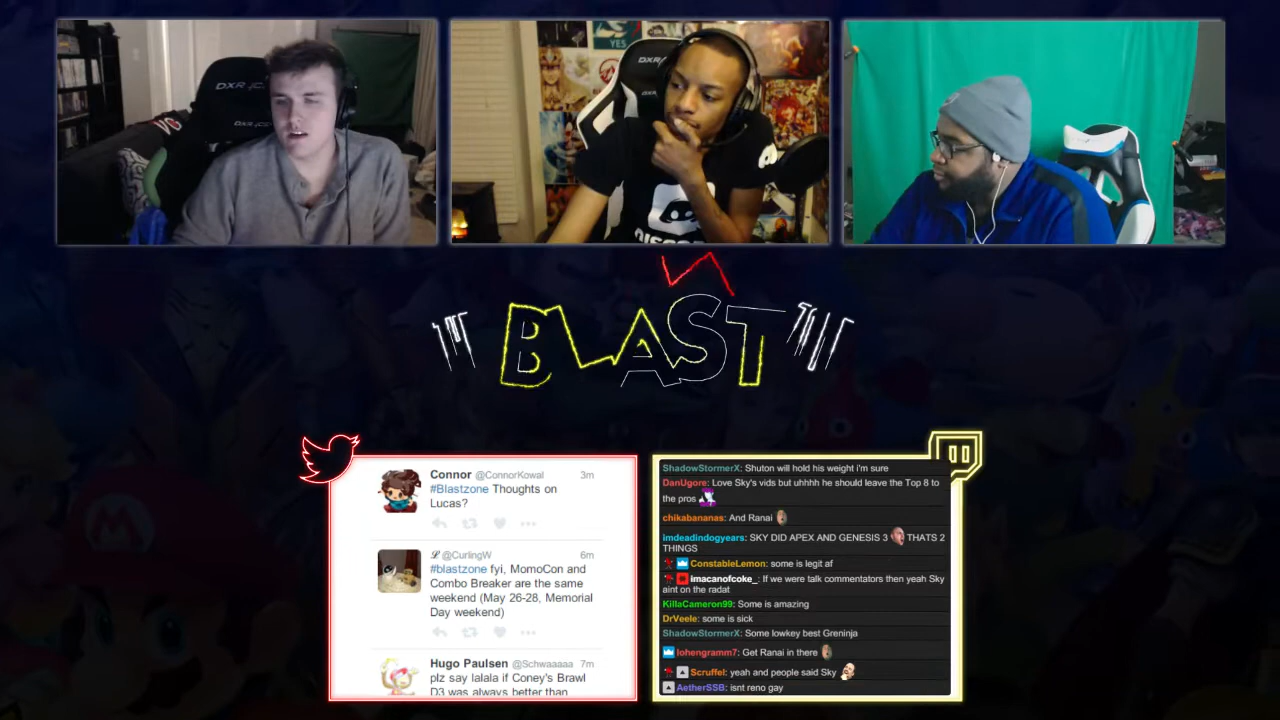 YES
DXRACER
DXRACER
DXR
DISCORD
BLAST
Connor @ConnorKowal 3m
#Blastzone Thoughts on
Lucas?
ℒ @CurlingW 6m
#blastzone fyi, MomoCon and
Combo Breaker are the same
weekend (May 26-28, Memorial
Day weekend)
Hugo Paulsen @Schwaaaaa 7m
plz say lalala if Coney's Brawl
D3 was always better than
ShadowStormerX: Shuton will hold his weight i'm sure
DanUgore: Love Sky's vids but uhhhh he should leave the Top 8 to
the pros
chikabananas: And Ranai
imdeadindogyears: SKY DID APEX AND GENESIS 3 THATS 2
THINGS
ConstableLemon: some is legit af
imacanofcoke_: If we were talk commentators then yeah Sky
aint on the radat
KillaCameron99: Some is amazing
DrVeele: some is sick
ShadowStormerX: Some lowkey best Greninja
lohengramm7: Get Ranai in there
Scruffel: yeah and people said Sky
AetherSSB: isnt reno gay